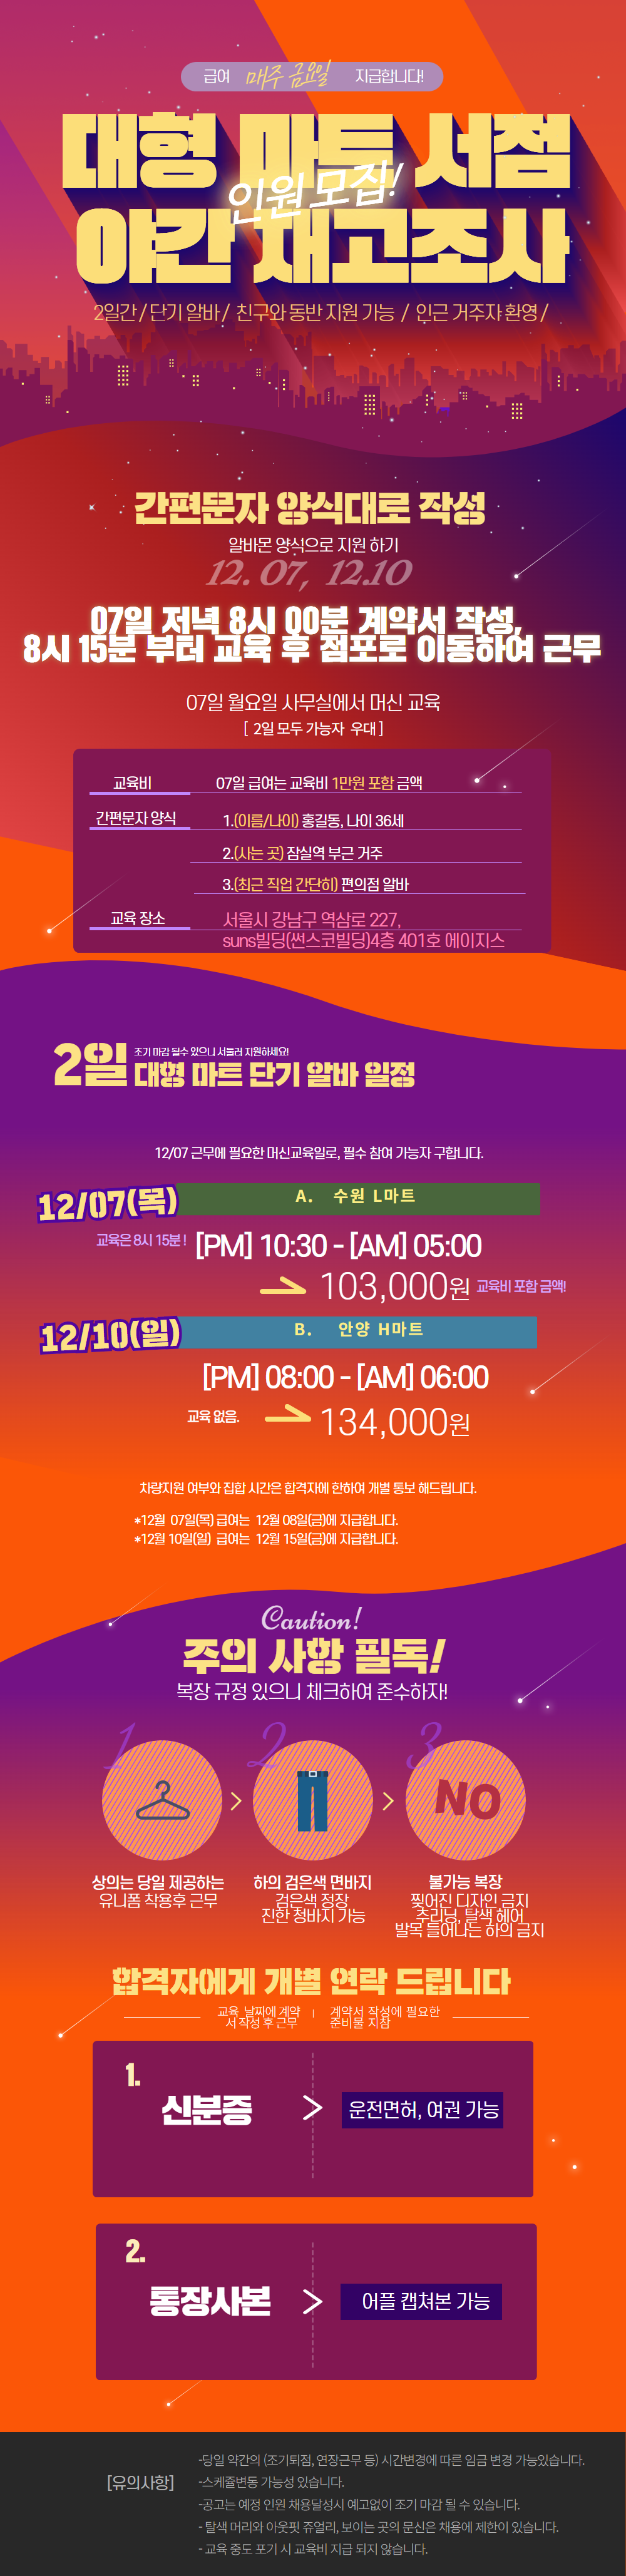 급여 매주 금요일 지급합니다!
대형 마트 서점
인원 모집!
야간 재고조사
2일간 / 단기 알바 / 친구와 동반 지원 가능 / 인근 거주자 환영 /
간편문자 양식대로 작성
알바몬 양식으로 지원 하기
12. 07, 12.10
07일 저녁 8시 00분 계약서 작성,
8시 15분 부터 교육 후 점포로 이동하여 근무
07일 월요일 사무실에서 머신 교육
[ 2일 모두 가능자 우대 ]
교육비 07일 급여는 교육비 1만원 포함 금액
간편문자 양식 1.(이름/나이) 홍길동, 나이 36세
2.(사는 곳) 잠실역 부근 거주
3.(최근 직업 간단히) 편의점 알바
교육 장소 서울시 강남구 역삼로 227,
suns빌딩(썬스코빌딩)4층 401호 에이지스
2일 조기 마감 될수 있으니 서둘러 지원하세요!
대형 마트 단기 알바 일정
12/07 근무에 필요한 머신교육일로, 필수 참여 가능자 구합니다.
12/07(목) A. 수원 L마트
교육은 8시 15분 ! [PM] 10:30 - [AM] 05:00
103,000원 교육비 포함 금액!
12/10(일) B. 안양 H마트
[PM] 08:00 - [AM] 06:00
교육 없음. 134,000원
차량지원 여부와 집합 시간은 합격자에 한하여 개별 통보 해드립니다.
*12월 07일(목) 급여는 12월 08일(금)에 지급합니다.
*12월 10일(일) 급여는 12월 15일(금)에 지급합니다.
Caution!
주의 사항 필독!
복장 규정 있으니 체크하여 준수하자!
1 2 3
NO
상의는 당일 제공하는
유니폼 착용후 근무
하의 검은색 면바지
검은색 정장
진한 청바지 가능
불가능 복장
찢어진 디자인 금지
추리닝, 탈색 헤어
발목 들어나는 하의 금지
합격자에게 개별 연락 드립니다
교육 날짜에 계약
서 작성 후 근무
계약서 작성에 필요한
준비물 지참
1.
신분증 운전면허, 여권 가능
2.
통장사본 어플 캡쳐본 가능
[유의사항]
-당일 약간의 (조기퇴점, 연장근무 등) 시간변경에 따른 임금 변경 가능있습니다.
-스케쥴변동 가능성 있습니다.
-공고는 예정 인원 채용달성시 예고없이 조기 마감 될 수 있습니다.
- 탈색 머리와 아웃핏 쥬얼리, 보이는 곳의 문신은 채용에 제한이 있습니다.
- 교육 중도 포기 시 교육비 지급 되지 않습니다.